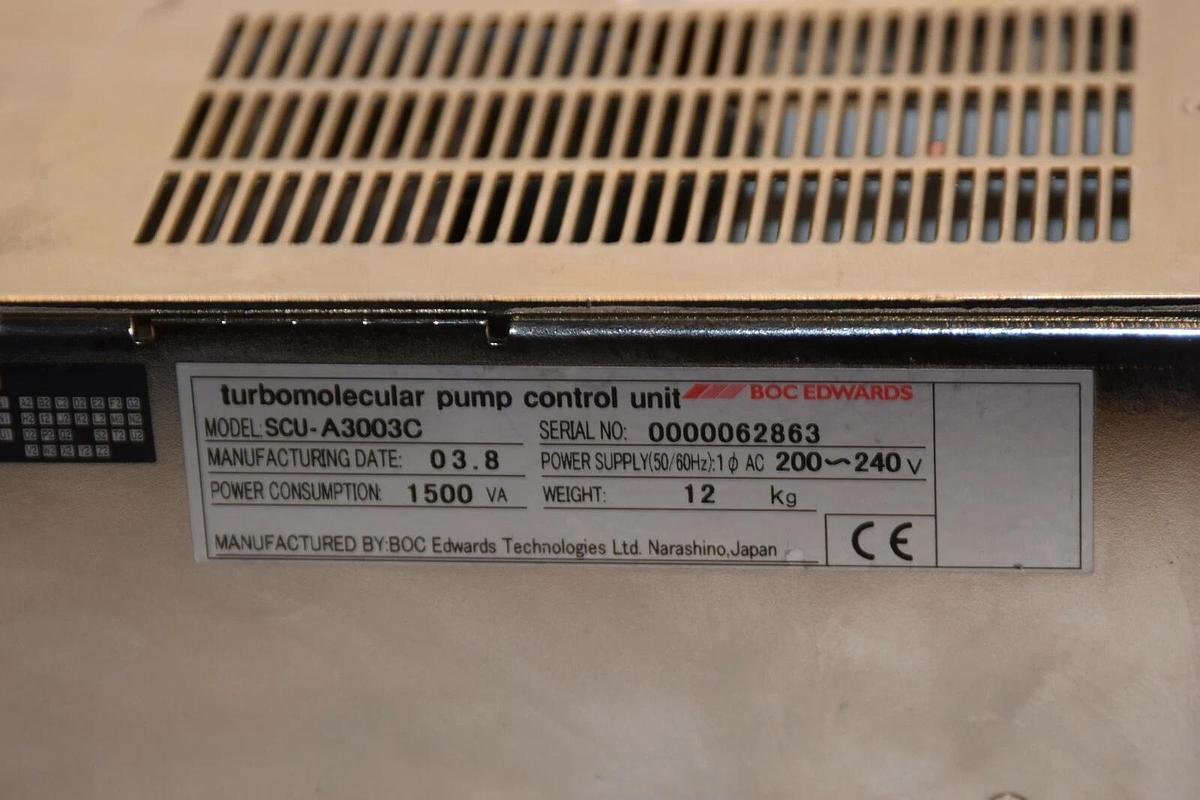 turbomolecular pump control unit BOC EDWARDS
MODEL:SCU-A3003C SERIAL NO: 0000062863
MANUFACTURING DATE: 03.8 POWER SUPPLY(50/60Hz):1 ϕ AC 200~240 V
POWER CONSUMPTION: 1500 VA WEIGHT: 12 kg
MANUFACTURED BY:BOC Edwards Technologies Ltd. Narashino,Japan CE